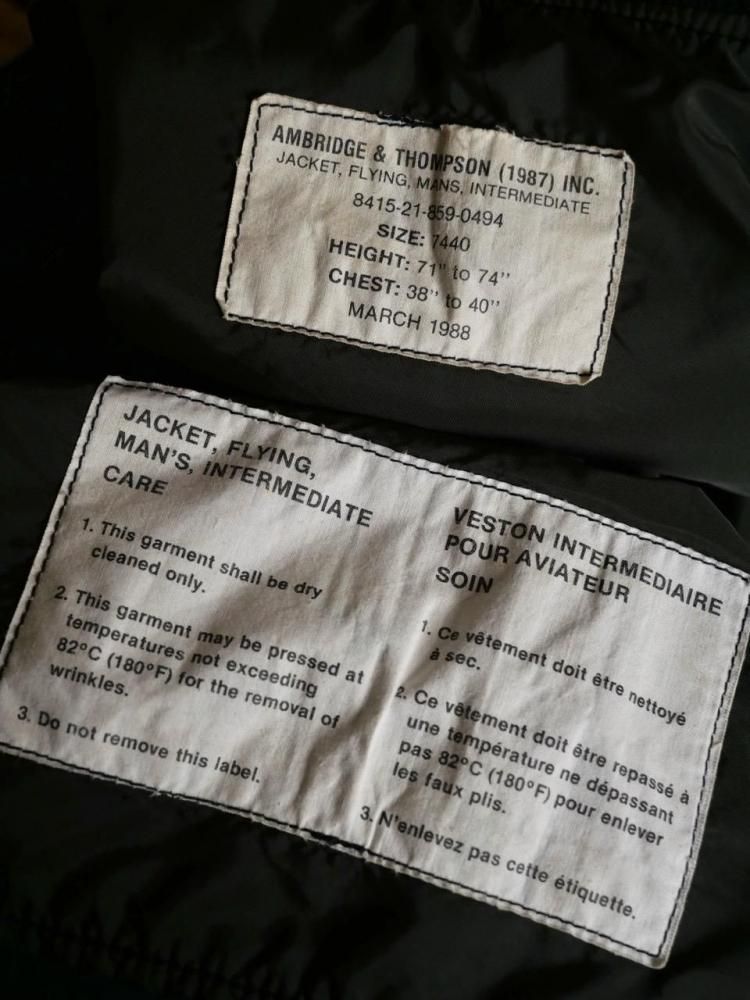 AMBRIDGE & THOMPSON (1987) INC.
JACKET, FLYING, MANS, INTERMEDIATE
8415-21-859-0494
SIZE: 7440
HEIGHT: 71" to 74''
CHEST: 38'' to 40''
MARCH 1988
JACKET, FLYING,
MAN'S, INTERMEDIATE
CARE
1. This garment shall be dry
cleaned only.
2. This garment may be pressed at
temperatures not exceeding
82°C (180°F) for the removal of
wrinkles.
3. Do not remove this label.
VESTON INTERMEDIAIRE
POUR AVIATEUR
SOIN
1. Ce vêtement doit être nettoyé
à sec.
2. Ce vêtement doit être repassé à
une température ne dépassant
pas 82°C (180°F) pour enlever
les faux plis.
3. N'enlevez pas cette étiquette.